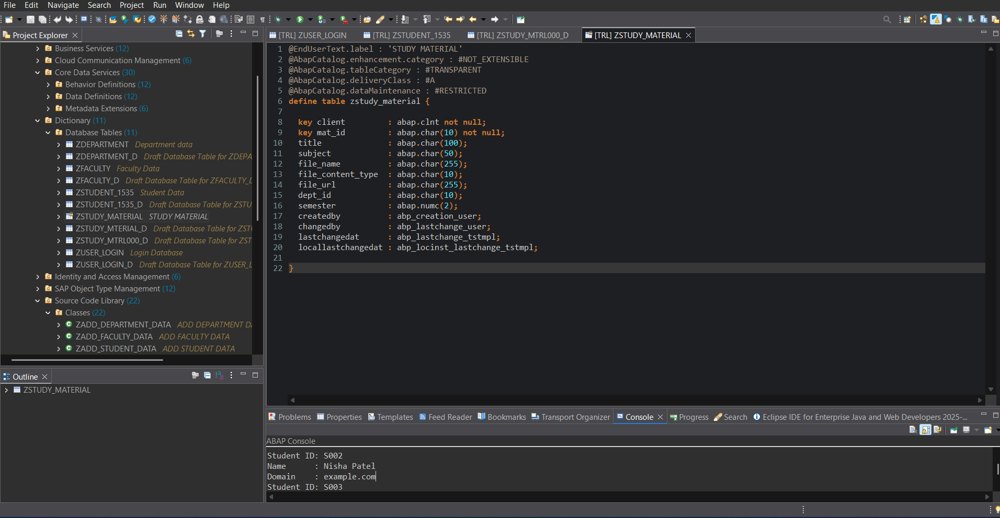 File Edit Navigate Search Project Run Window Help
Project Explorer
Business Services (12)
Cloud Communication Management (6)
Core Data Services (30)
Behavior Definitions (12)
Data Definitions (12)
Metadata Extensions (6)
Dictionary (11)
Database Tables (11)
ZDEPARTMENT Department data
ZDEPARTMENT_D Draft Database Table for ZDEPA
ZFACULTY Faculty Data
ZFACULTY_D Draft Database Table for ZFACULTY_D
ZSTUDENT_1535 Student Data
ZSTUDENT_1535_D Draft Database Table for ZSTU
ZSTUDY_MATERIAL STUDY MATERIAL
ZSTUDY_MTERIAL_D Draft Database Table for ZST
ZSTUDY_MTRL000_D Draft Database Table for ZST
ZUSER_LOGIN Login Database
ZUSER_LOGIN_D Draft Database Table for ZUSER_L
Identity and Access Management (6)
SAP Object Type Management (12)
Source Code Library (22)
Classes (22)
ZADD_DEPARTMENT_DATA ADD DEPARTMENT DA
ZADD_FACULTY_DATA ADD FACULTY DATA
ZADD_STUDENT_DATA ADD STUDENT DATA
Outline
ZSTUDY_MATERIAL
[TRL] ZUSER_LOGIN [TRL] ZSTUDENT_1535 [TRL] ZSTUDY_MTRL000_D [TRL] ZSTUDY_MATERIAL
1 @EndUserText.label : 'STUDY MATERIAL'
2 @AbapCatalog.enhancement.category : #NOT_EXTENSIBLE
3 @AbapCatalog.tableCategory : #TRANSPARENT
4 @AbapCatalog.deliveryClass : #A
5 @AbapCatalog.dataMaintenance : #RESTRICTED
6 define table zstudy_material {
7
8 key client : abap.clnt not null;
9 key mat_id : abap.char(10) not null;
10 title : abap.char(100);
11 subject : abap.char(50);
12 file_name : abap.char(255);
13 file_content_type : abap.char(10);
14 file_url : abap.char(255);
15 dept_id : abap.char(10);
16 semester : abap.numc(2);
17 createdby : abp_creation_user;
18 changedby : abp_lastchange_user;
19 lastchangedat : abp_lastchange_tstmpl;
20 locallastchangedat : abp_locinst_lastchange_tstmpl;
21
22 }
Problems Properties Templates Feed Reader Bookmarks Transport Organizer Console Progress Search Eclipse IDE for Enterprise Java and Web Developers 2025-...
ABAP Console
Student ID: S002
Name : Nisha Patel
Domain : example.com
Student ID: S003